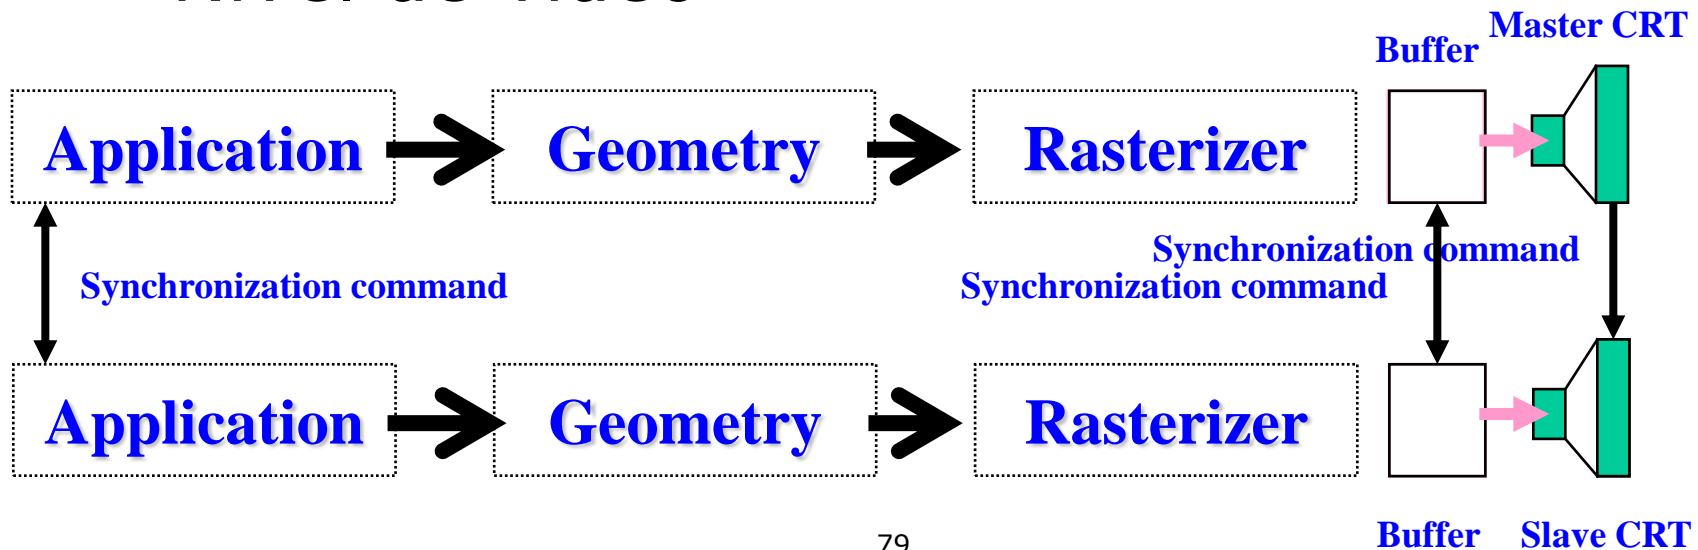 Master CRT
Buffer
Application
Geometry
Rasterizer
Synchronization command
Synchronization command
Synchronization command
Application
Geometry
Rasterizer
Buffer
Slave CRT
79